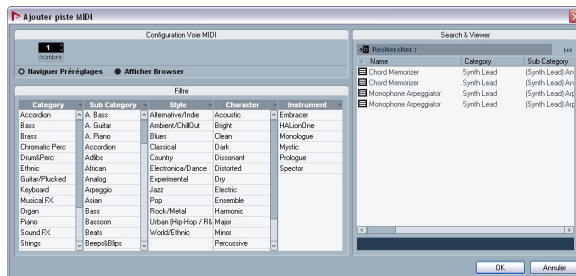 Ajouter piste MIDI
Configuration Voie MIDI
1
nombre
Naviguer Préréglages
Afficher Browser
Filtre
Category
Accordion
Bass
Brass
Chromatic Perc
Drum&Perc
Ethnic
Guitar/Plucked
Keyboard
Musical FX
Organ
Piano
Sound FX
Strings
Sub Category
A. Bass
A. Guitar
A. Piano
Accordion
Adlibs
African
Analog
Arpeggio
Asian
Bass
Bassoon
Beats
Beeps&Blips
Style
Alternative/Indie
Ambient/ChillOut
Blues
Classical
Country
Electronica/Dance
Experimental
Jazz
Pop
Rock/Metal
Urban (Hip-Hop / R&
World/Ethnic
Character
Acoustic
Bright
Clean
Dark
Dissonant
Distorted
Dry
Electric
Ensemble
Harmonic
Major
Minor
Percussive
Instrument
Embracer
HALionOne
Monologue
Mystic
Prologue
Spector
Search & Viewer
Rechercher :
Name Category Sub Category
Chord Memorizer Synth Lead (Synth Lead) An
Chord Memorizer Synth Lead (Synth Lead) An
Monophone Arpeggiator Synth Lead (Synth Lead) Arp
Monophone Arpeggiator Synth Lead (Synth Lead) Arp
OK Annuler